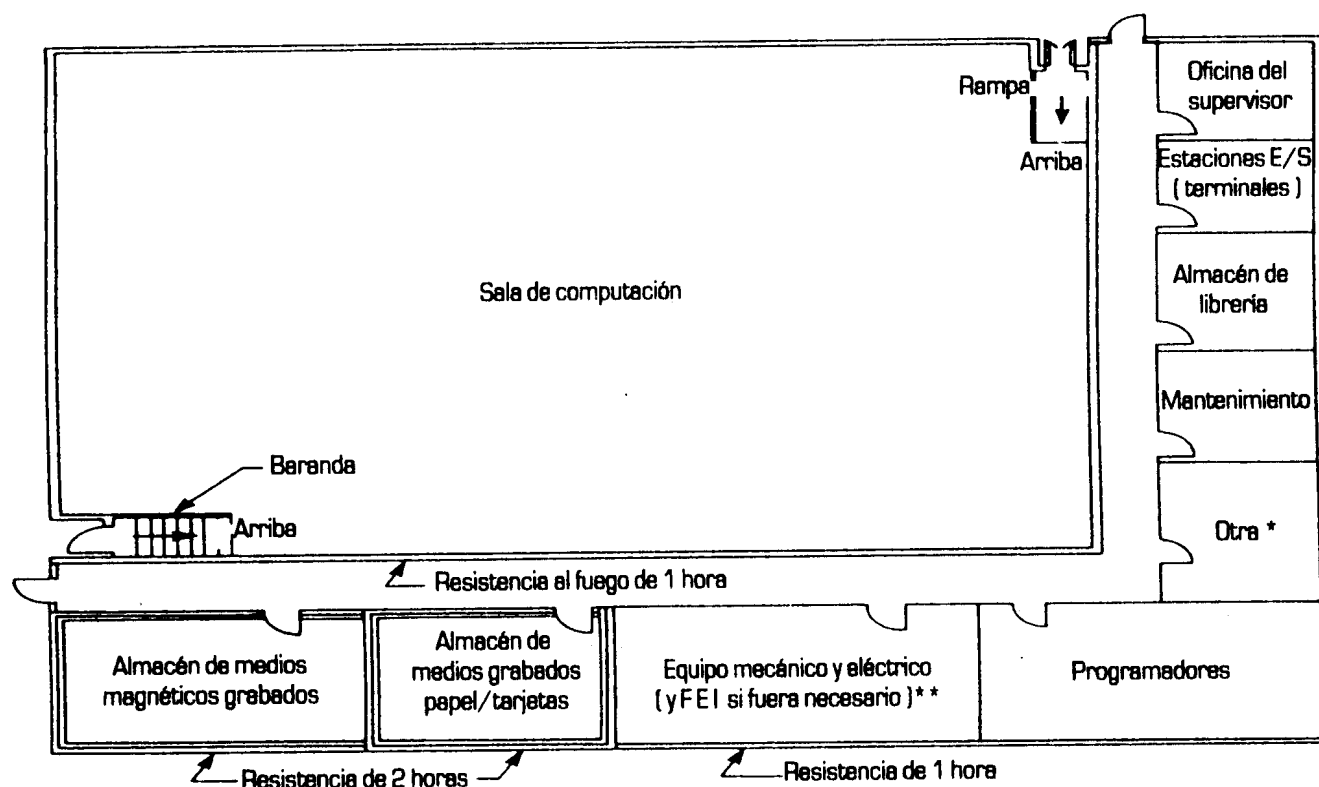 Rampa
Oficina del
supervisor
Arriba
Estaciones E/S
( terminales )
Sala de computación
Almacén de
librería
Mantenimiento
Baranda
Arriba
Otra *
Resistencia al fuego de 1 hora
Almacén de medios
magnéticos grabados
Almacén de
medios grabados
papel/tarjetas
Equipo mecánico y eléctrico
( y F E I si fuera necesario ) * *
Programadores
Resistencia de 2 horas
Resistencia de 1 hora